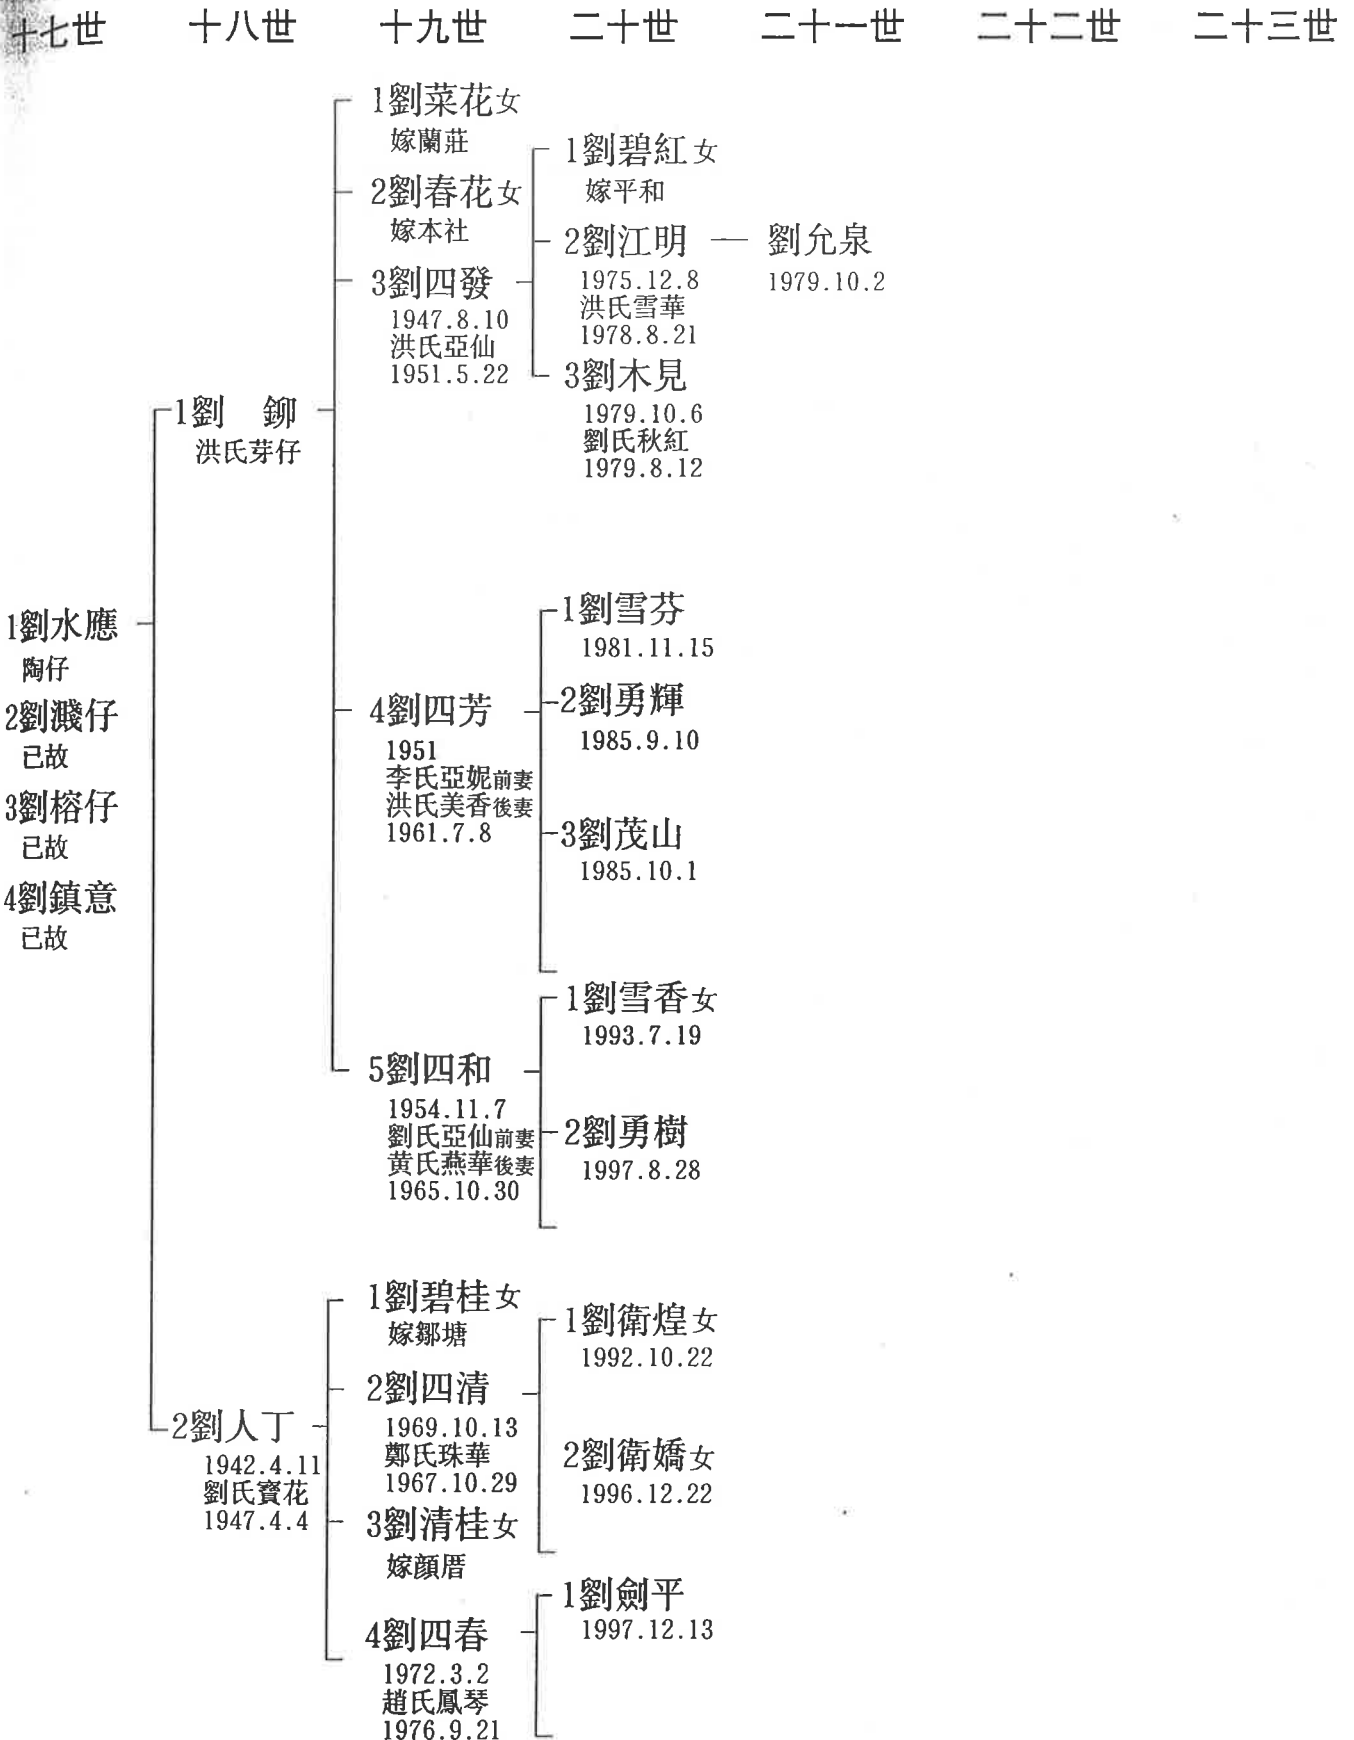 十七世 十八世 十九世 二十世 二十一世 二十二世 二十三世
1劉水應
陶仔
2劉濺仔
已故
3劉榕仔
已故
4劉鎮意
已故
1劉 鉚
洪氏芽仔
2劉人丁
1942.4.11
劉氏寶花
1947.4.4
1劉菜花女
嫁蘭莊
2劉春花女
嫁本社
3劉四發
1947.8.10
洪氏亞仙
1951.5.22
4劉四芳
1951
李氏亞妮前妻
洪氏美香後妻
1961.7.8
5劉四和
1954.11.7
劉氏亞仙前妻
黄氏燕華後妻
1965.10.30
1劉碧桂女
嫁鄒塘
2劉四清
1969.10.13
鄭氏珠華
1967.10.29
3劉清桂女
嫁顔厝
4劉四春
1972.3.2
趙氏鳳琴
1976.9.21
1劉碧紅女
嫁平和
2劉江明
1975.12.8
洪氏雪華
1978.8.21
3劉木見
1979.10.6
劉氏秋紅
1979.8.12
1劉雪芬
1981.11.15
2劉勇輝
1985.9.10
3劉茂山
1985.10.1
1劉雪香女
1993.7.19
2劉勇樹
1997.8.28
1劉衛煌女
1992.10.22
2劉衛嬌女
1996.12.22
1劉劍平
1997.12.13
劉允泉
1979.10.2